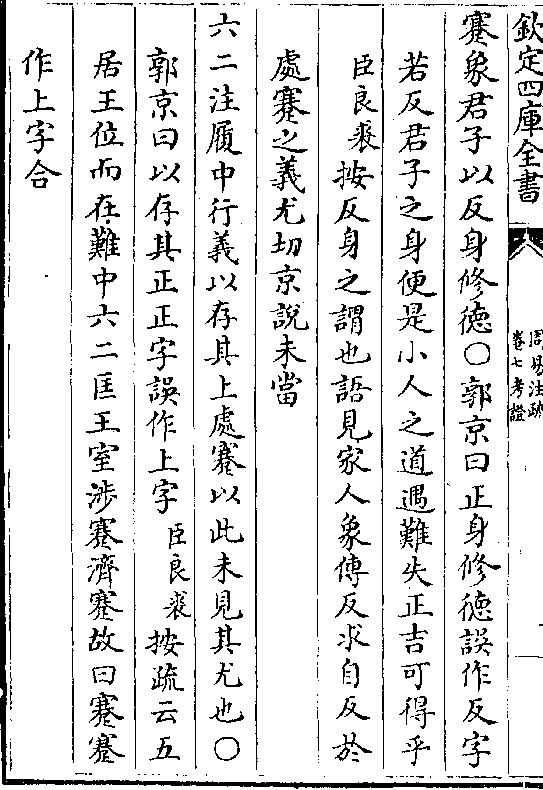 欽定四庫全書
周易注疏
卷七考證
蹇象君子以反身修徳○郭京曰正身修徳誤作反字
若反君子之身便是小人之道遇難失正吉可得乎
臣良裘按反身之謂也語見家人象傳反求自反於
處蹇之義尤切京說未當
六二注履中行義以存其上處蹇以此未見其尤也○
郭京曰以存其正正字誤作上字臣良裘按疏云五
居王位而在難中六二匡王室涉蹇濟蹇故曰蹇蹇
作上字合